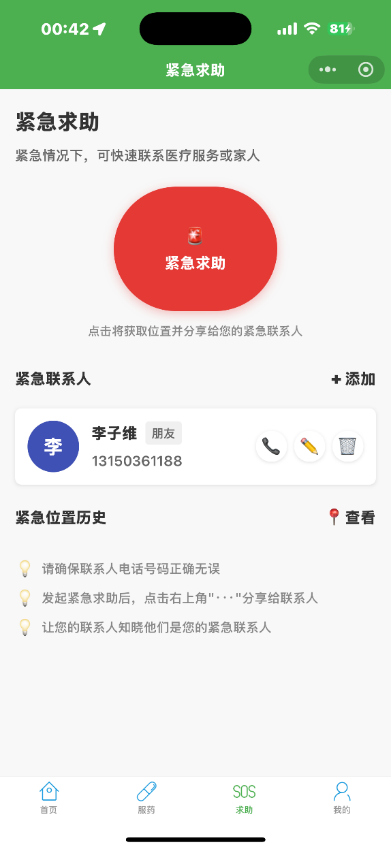 00:42
81
紧急求助
紧急求助
紧急情况下，可快速联系医疗服务或家人
紧急求助
点击将获取位置并分享给您的紧急联系人
紧急联系人
+ 添加
李
李子维 朋友
13150361188
紧急位置历史
查看
请确保联系人电话号码正确无误
发起紧急求助后，点击右上角"···"分享给联系人
让您的联系人知晓他们是您的紧急联系人
SOS
首页 服药 求助 我的